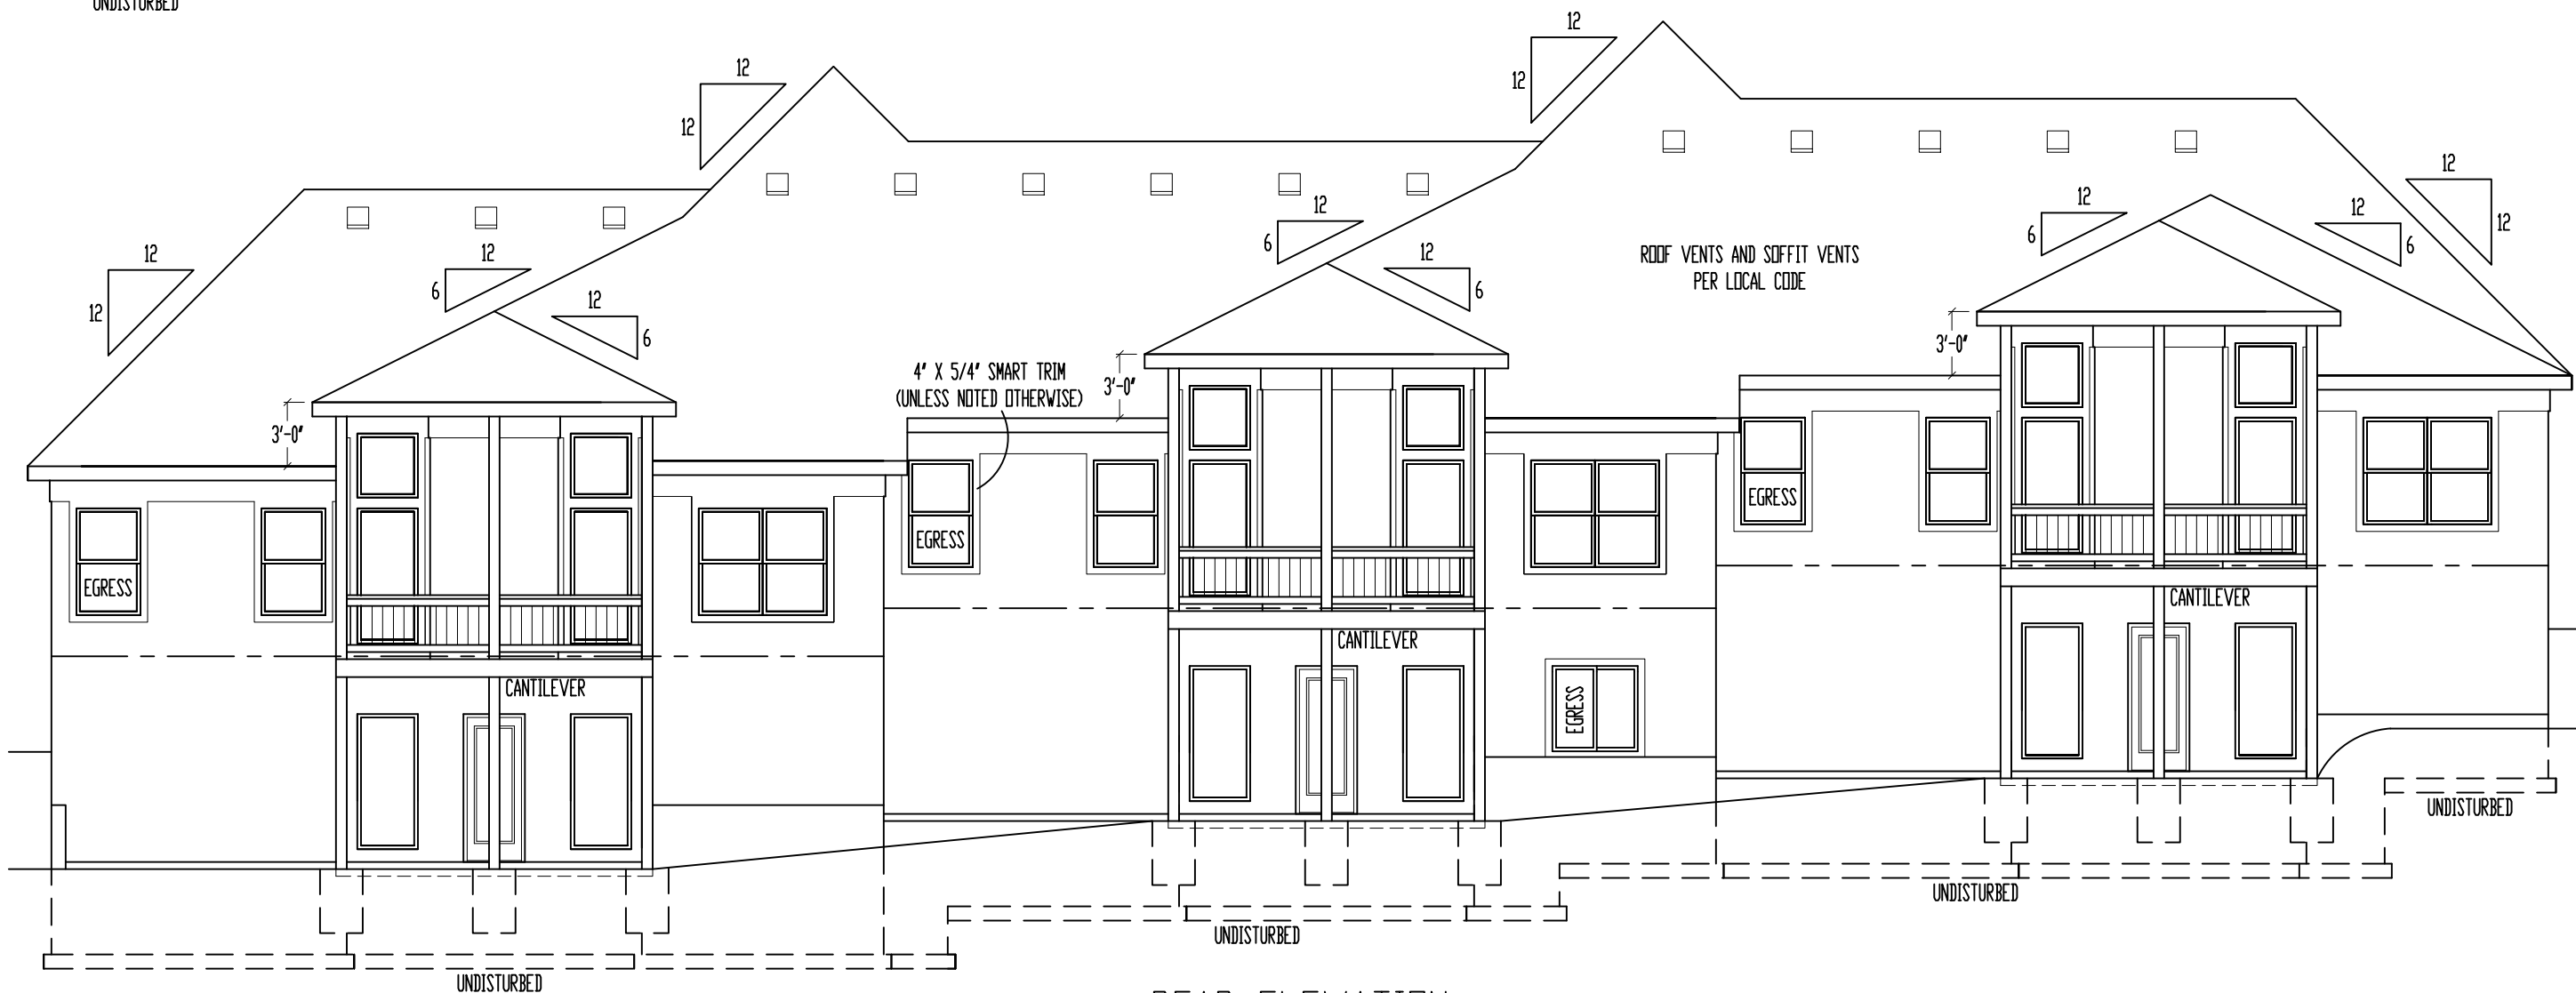 UNDISTURBED
12
12
12
12
12
12
12
6
12
6
3'-0"
EGRESS
CANTILEVER
UNDISTURBED
4" X 5/4" SMART TRIM
(UNLESS NOTED OTHERWISE)
12
6
12
6
3'-0"
EGRESS
CANTILEVER
EGRESS
UNDISTURBED
ROOF VENTS AND SOFFIT VENTS
PER LOCAL CODE
12
6
12
6
12
12
3'-0"
EGRESS
CANTILEVER
UNDISTURBED
UNDISTURBED
REAR ELEVATION